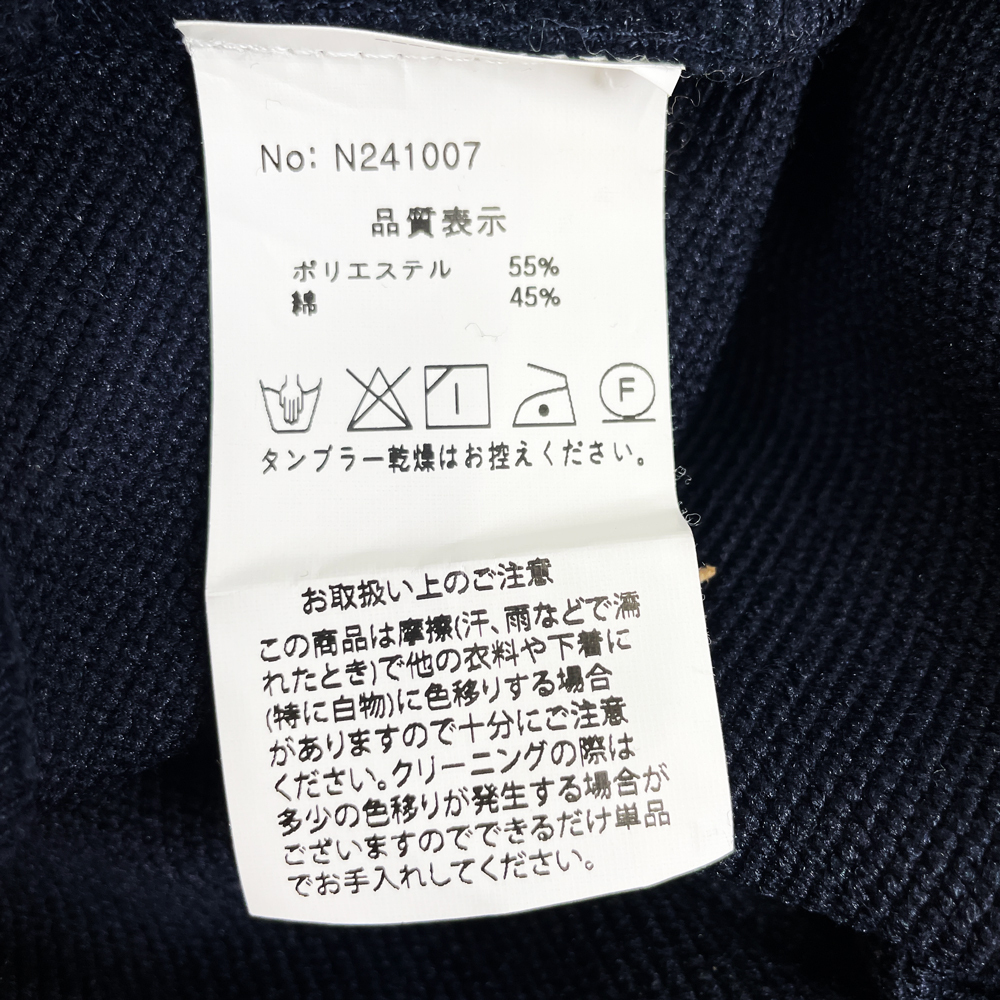 No: N241007
品質表示
ポリエステル 55%
綿 45%
F
タンブラー乾燥はお控えください。
お取扱い上のご注意
この商品は摩擦(汗、雨などで濡
れたとき)で他の衣料や下着に
(特に白物)に色移りする場合
がありますので十分にご注意
ください。クリーニングの際は
多少の色移りが発生する場合が
ございますのでできるだけ単品
でお手入れしてください。